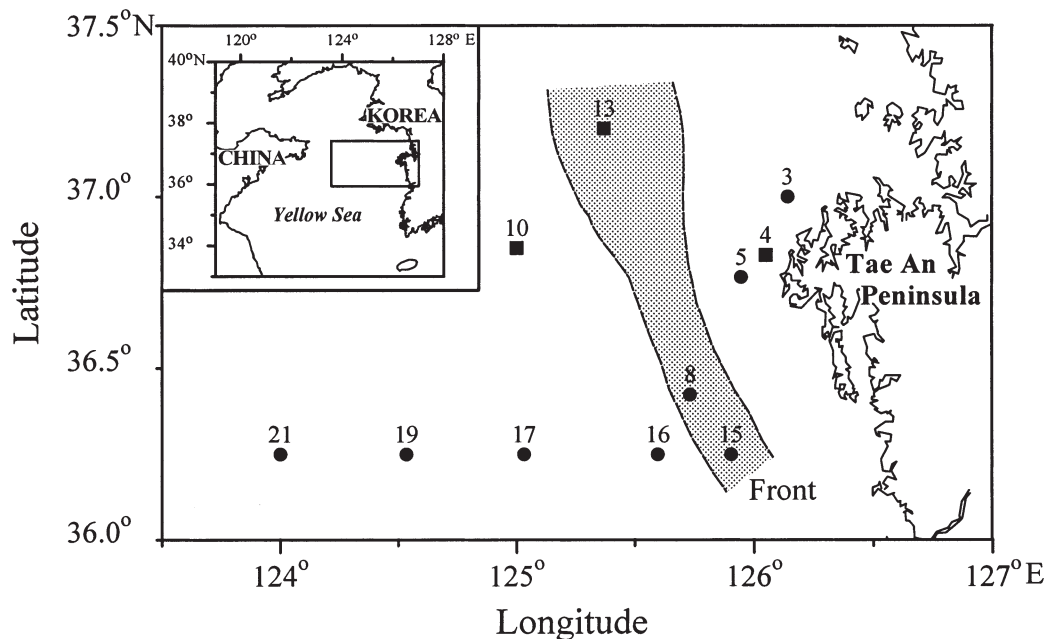 37.5°N
120°
124°
128° E
40°N
38°
36°
34°
KOREA
CHINA
Yellow Sea
13
3
37.0°
10
4
5
Tae An
Peninsula
Latitude
36.5°
8
21
19
17
16
15
Front
36.0°
124°
125°
126°
127°E
Longitude